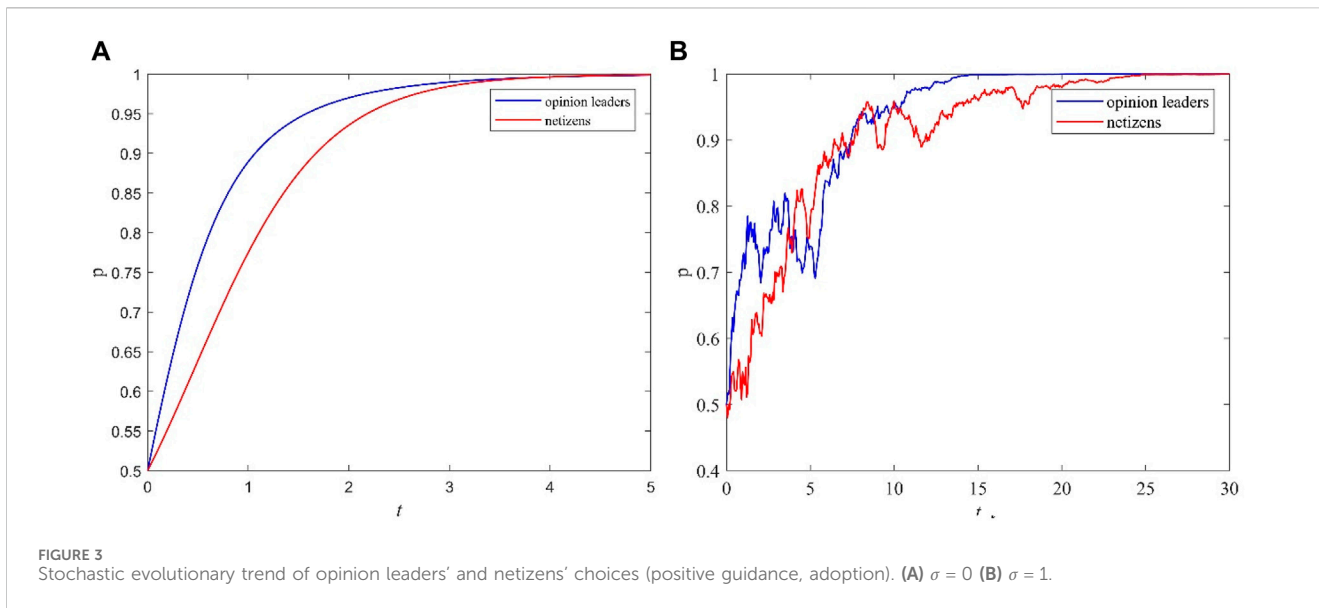 A
1
0.95
0.9
0.85
0.8
0.75
p
0.7
0.65
0.6
0.55
0.5
0 1 2 3 4 5
t
opinion leaders
netizens
B
1
0.9
0.8
0.7
p
0.6
0.5
0.4
0 5 10 15 20 25 30
t
opinion leaders
netizens
FIGURE 3
Stochastic evolutionary trend of opinion leaders’ and netizens’ choices (positive guidance, adoption). (A) σ = 0 (B) σ = 1.